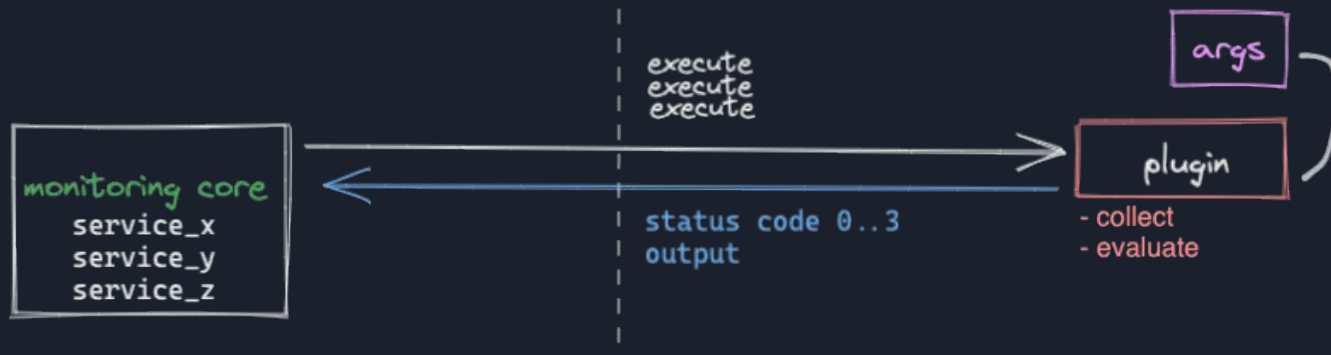 args
execute
execute
execute
plugin
monitoring core
service_x
service_y
service_z
status code 0..3
output
- collect
- evaluate